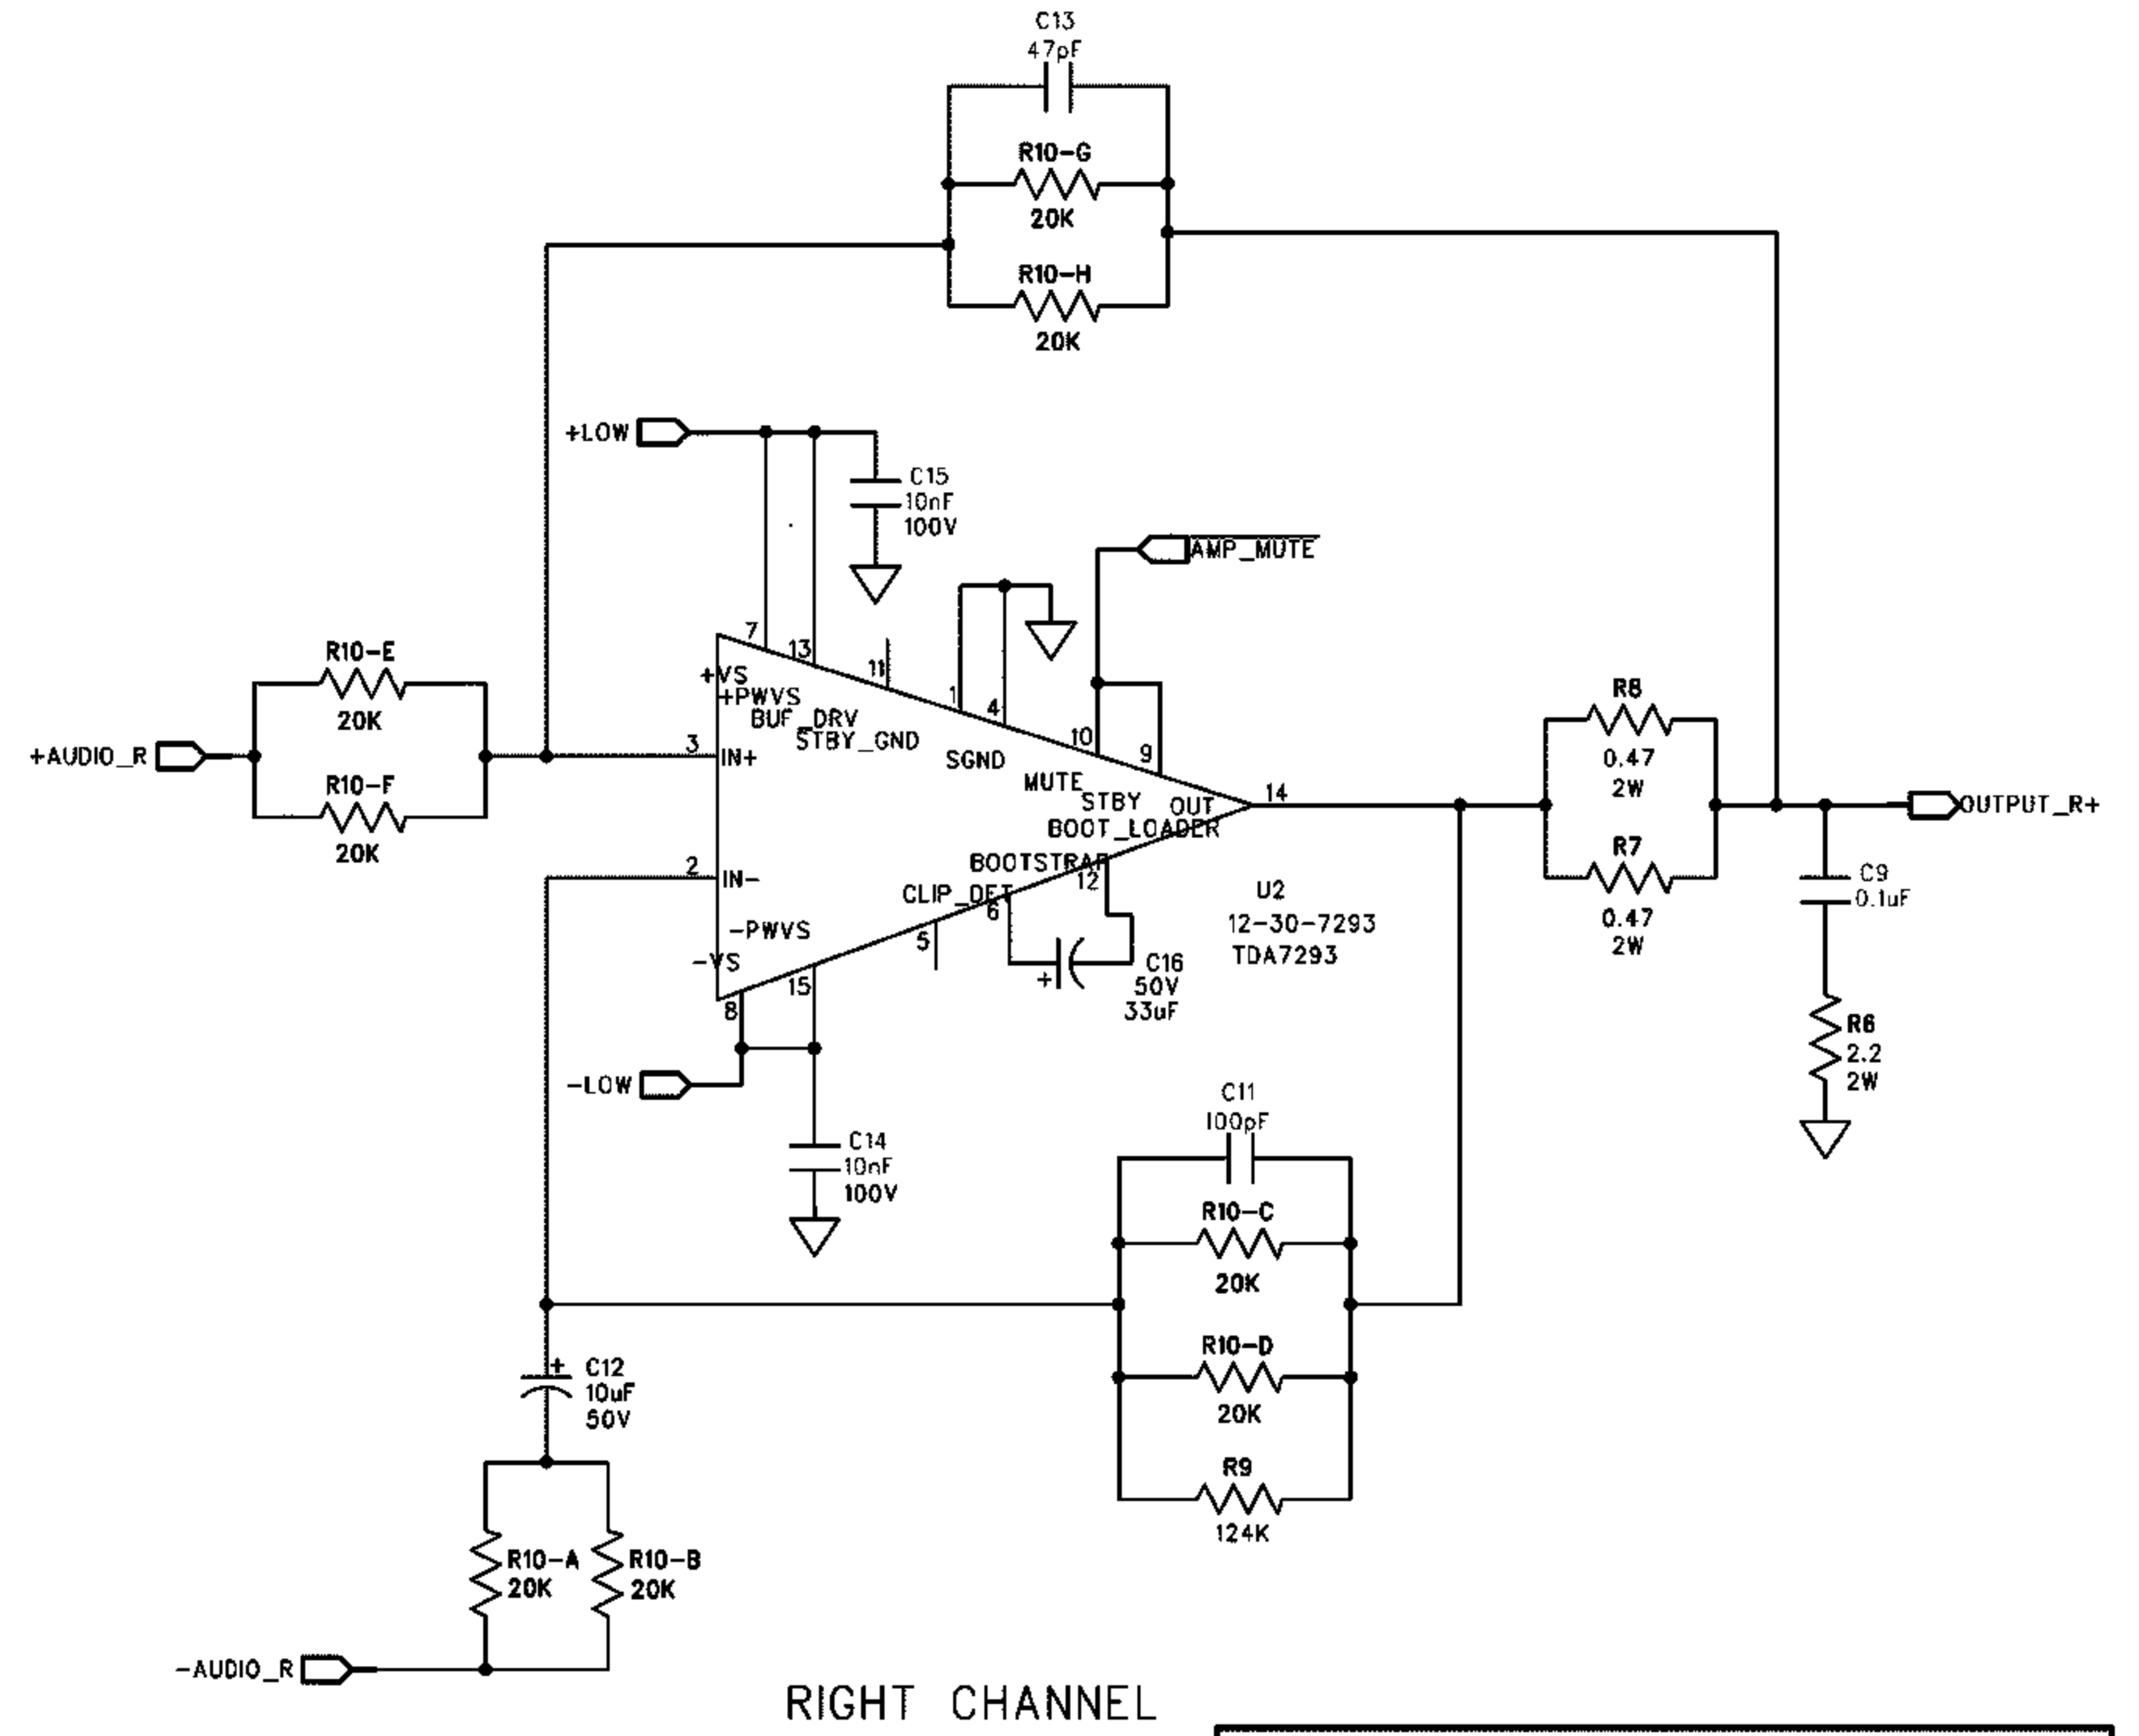 C13
47pF
R10-G
20K
R10-H
20K
+LOW
C15
10nF
100V
AMP_MUTE
7
13
11
1
4
10
9
+VS
+PWVS
BUF_DRV
STBY_GND
SGND
MUTE
STBY
OUT
14
BOOT_LOADER
BOOTSTRAP
12
CLIP_DET
6
5
-PWVS
-VS
15
8
3
IN+
2
IN-
R10-E
20K
+AUDIO_R
R10-F
20K
U2
12-30-7293
TDA7293
C16
50V
33uF
R8
0.47
2W
R7
0.47
2W
OUTPUT_R+
C9
0.1uF
R6
2.2
2W
-LOW
C14
10nF
100V
C11
100pF
R10-C
20K
R10-D
20K
R9
124K
+
+
C12
10uF
50V
R10-A
20K
R10-B
20K
-AUDIO_R
RIGHT CHANNEL